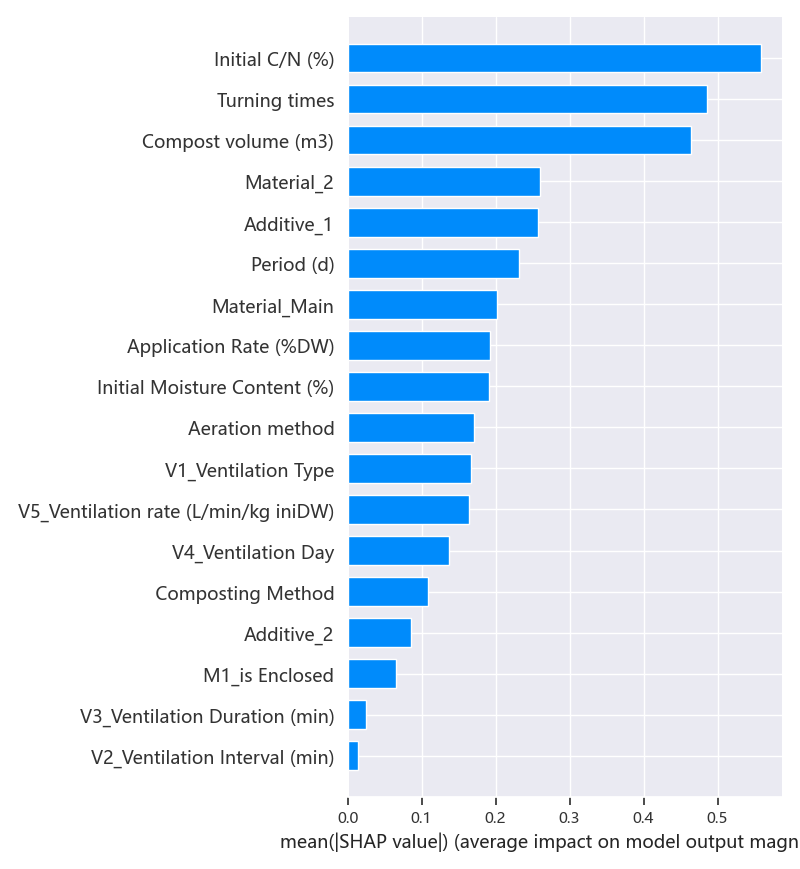 Initial C/N (%)
Turning times
Compost volume (m3)
Material_2
Additive_1
Period (d)
Material_Main
Application Rate (%DW)
Initial Moisture Content (%)
Aeration method
V1_Ventilation Type
V5_Ventilation rate (L/min/kg iniDW)
V4_Ventilation Day
Composting Method
Additive_2
M1_is Enclosed
V3_Ventilation Duration (min)
V2_Ventilation Interval (min)
0.0 0.1 0.2 0.3 0.4 0.5
mean(|SHAP value|) (average impact on model output magn